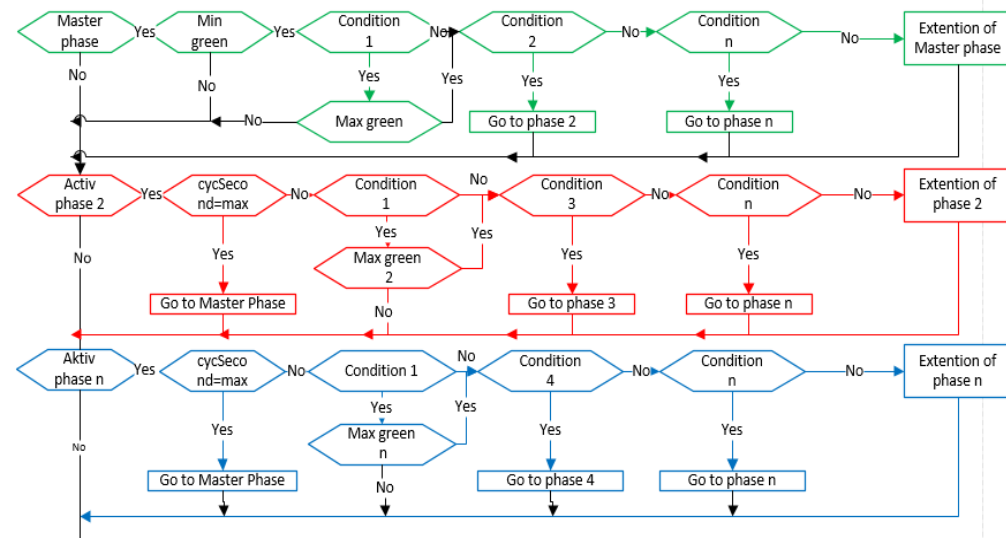 Master
phase
Yes
Min
green
Yes
Condition
1
No
Condition
2
No
Condition
n
No
Extention of
Master phase
No
No
Yes
Yes
Yes
Yes
Max green
No
Go to phase 2
Go to phase n
Activ
phase 2
Yes
cycSeco
nd=max
No
Condition
1
No
Condition
3
No
Condition
n
No
Extention of
phase 2
No
Yes
Yes
Yes
Yes
Yes
Max green
2
No
Go to Master Phase
Go to phase 3
Go to phase n
Aktiv
phase n
Yes
cycSeco
nd=max
No
Condition 1
No
Condition
4
No
Condition
n
No
Extention of
phase n
No
Yes
Yes
Yes
Yes
Yes
Max green
n
No
Go to Master Phase
Go to phase 4
Go to phase n